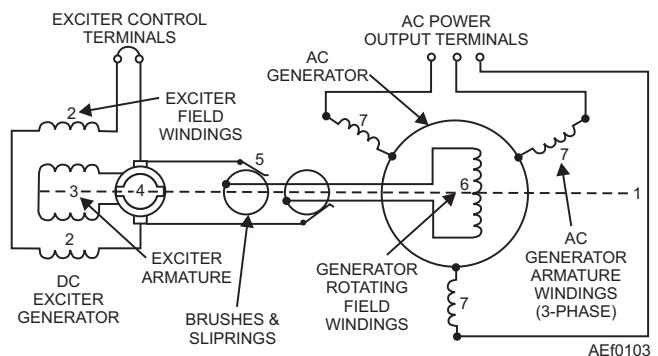 EXCITER CONTROL
TERMINALS
AC POWER
OUTPUT TERMINALS
AC
GENERATOR
2
EXCITER
FIELD
WINDINGS
7
7
5
3
4
6
1
2
EXCITER
ARMATURE
DC
EXCITER
GENERATOR
BRUSHES &
SLIPRINGS
GENERATOR
ROTATING
FIELD
WINDINGS
7
AC
GENERATOR
ARMATURE
WINDINGS
(3-PHASE)
AEf0103